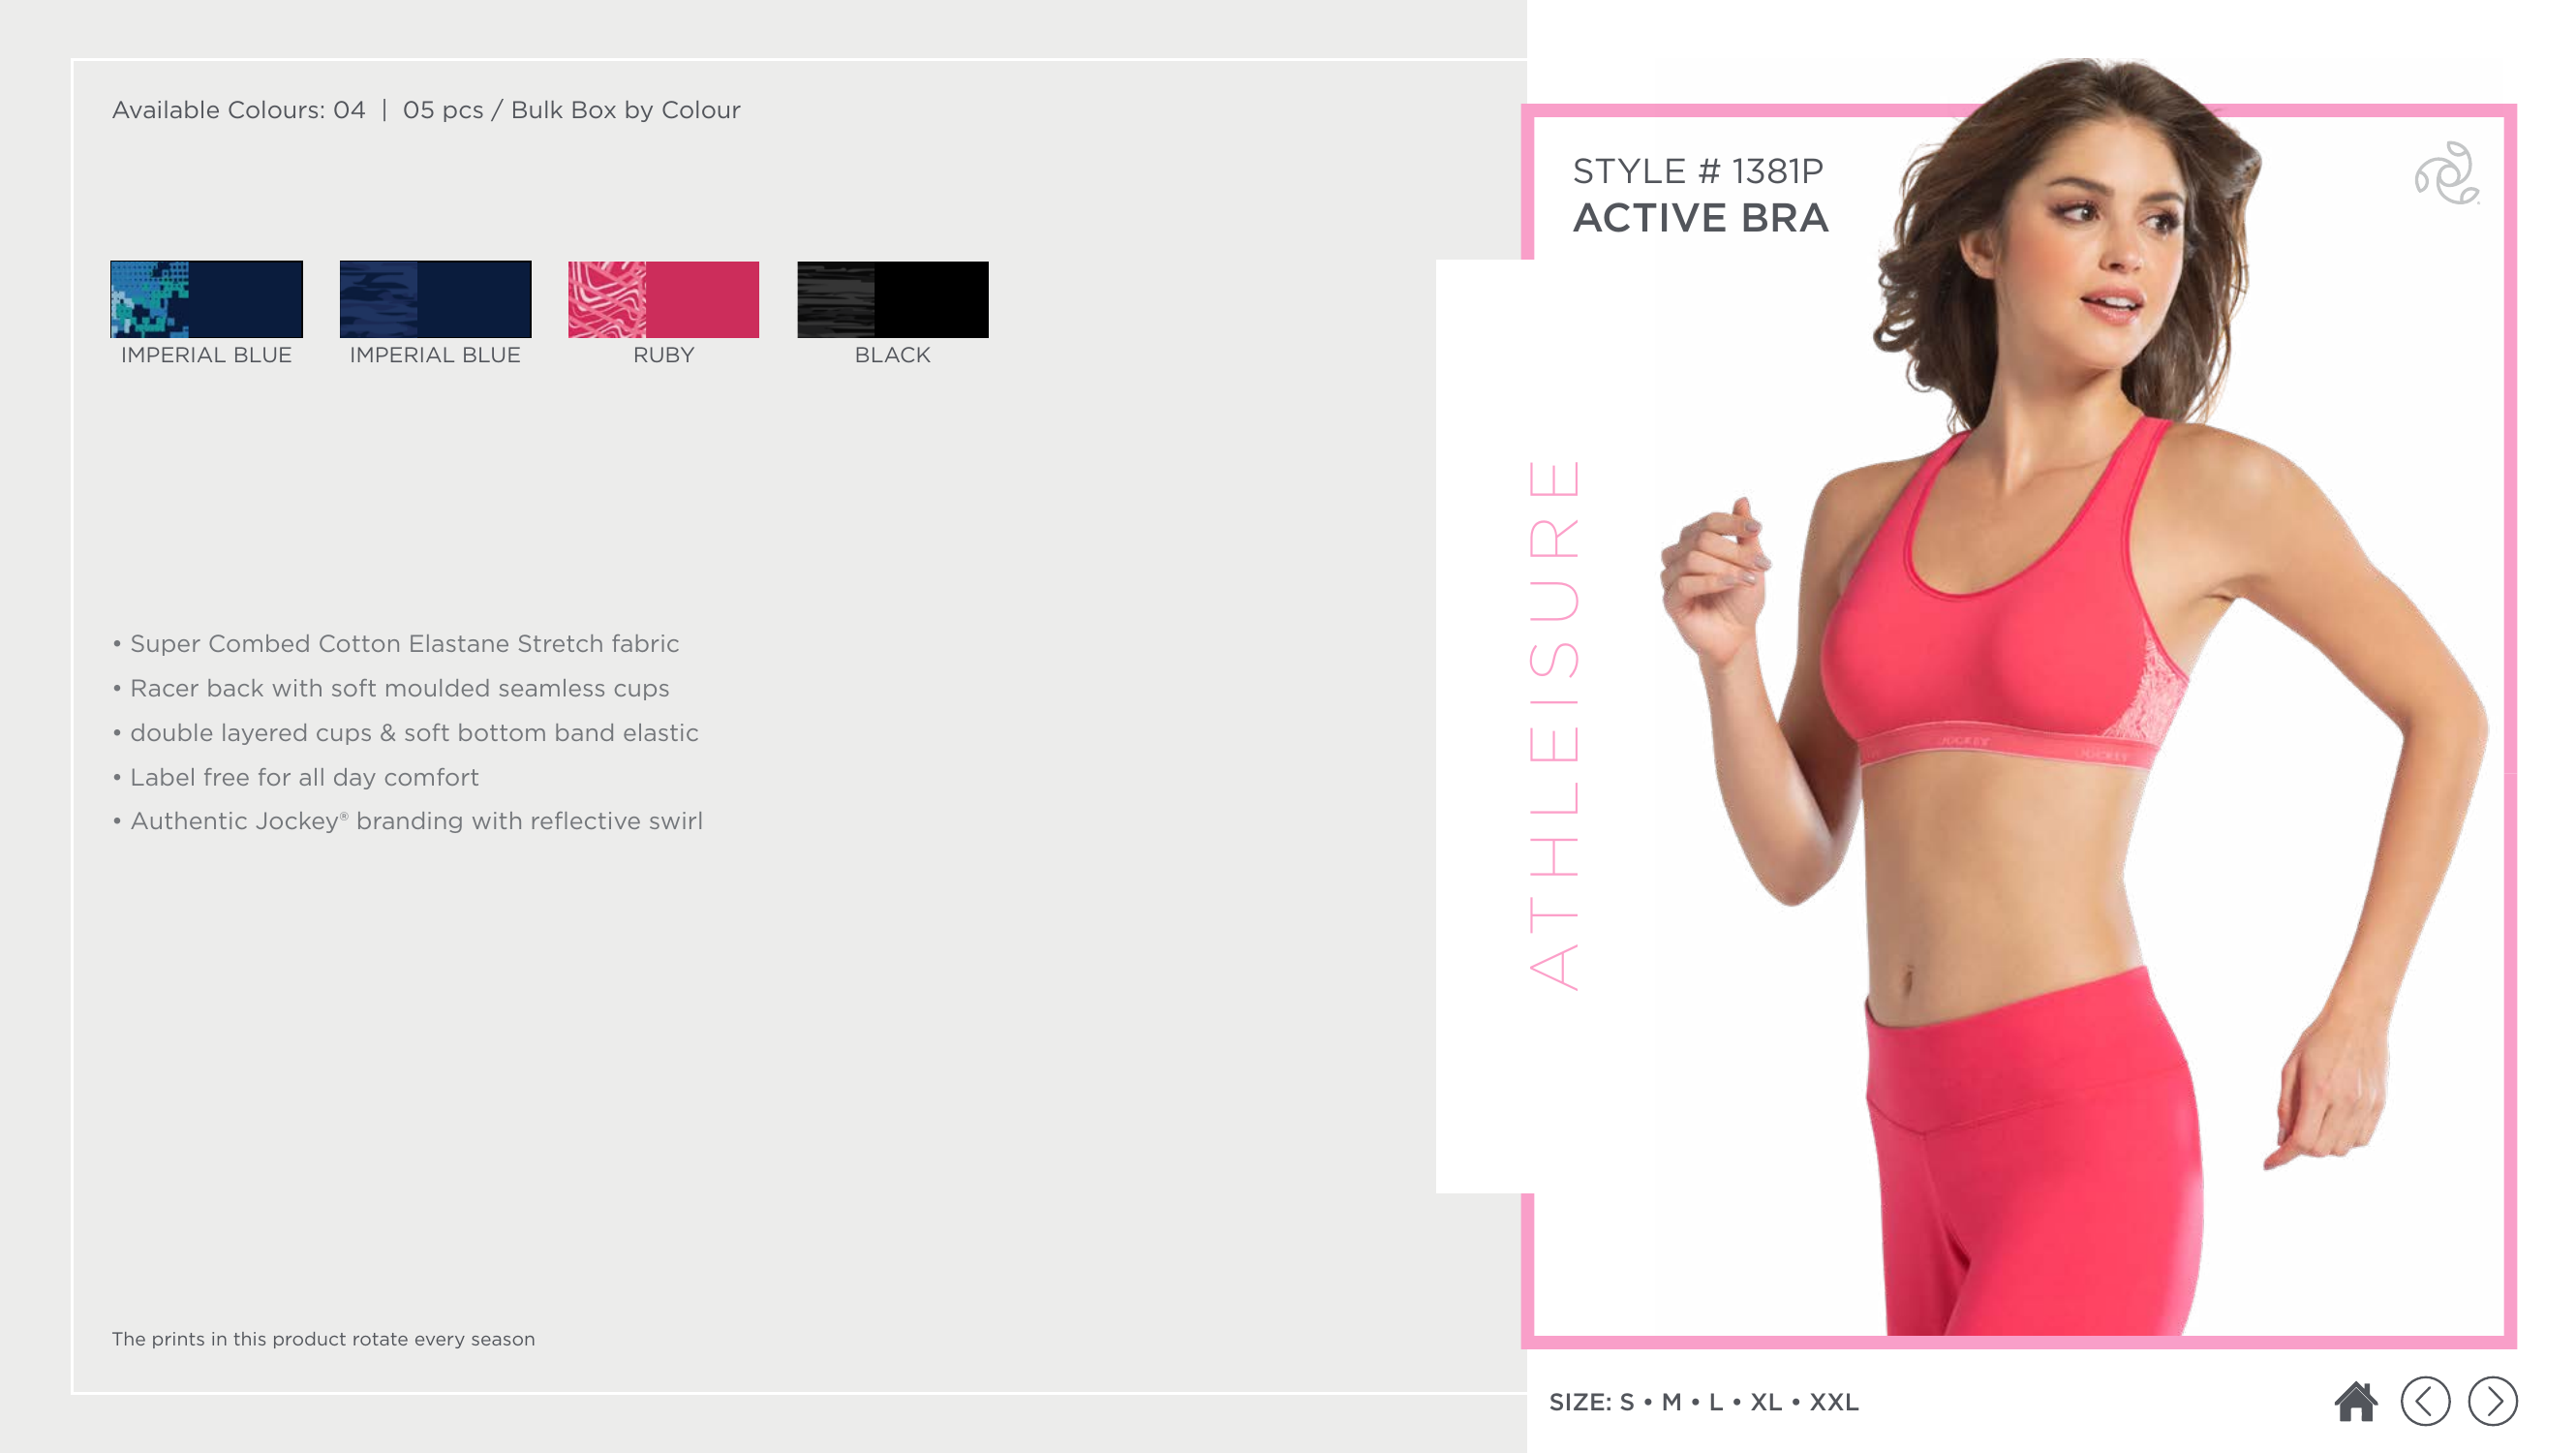 Available Colours: 04 | 05 pcs / Bulk Box by Colour
IMPERIAL BLUE
IMPERIAL BLUE
RUBY
BLACK
• Super Combed Cotton Elastane Stretch fabric
• Racer back with soft moulded seamless cups
• double layered cups & soft bottom band elastic
• Label free for all day comfort
• Authentic Jockey® branding with reflective swirl
The prints in this product rotate every season
STYLE # 1381P
ACTIVE BRA
ATHLEISURE
JOCKEY
JOCKEY
SIZE: S • M • L • XL • XXL